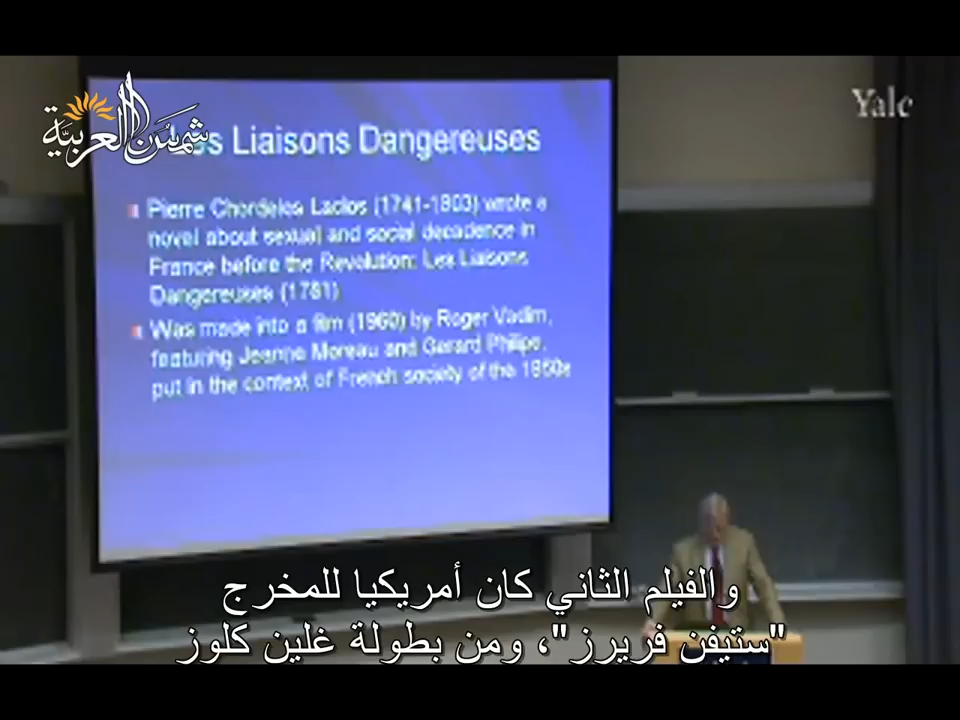 شمس العربية
Yale
Les Liaisons Dangereuses
Pierre Chordelos Laclos (1741-1803) wrote a
novel about sexual and social decadence in
France before the Revolution: Les Liaisons
Dangereuses (1781)
Was made into a film (1960) by Roger Vadim,
featuring Jeanne Moreau and Gerard Philipe,
put in the context of French society of the 1950s
والفيلم الثاني كان أمريكيا للمخرج
"ستيفن فريرز"، ومن بطولة غلين كلوز